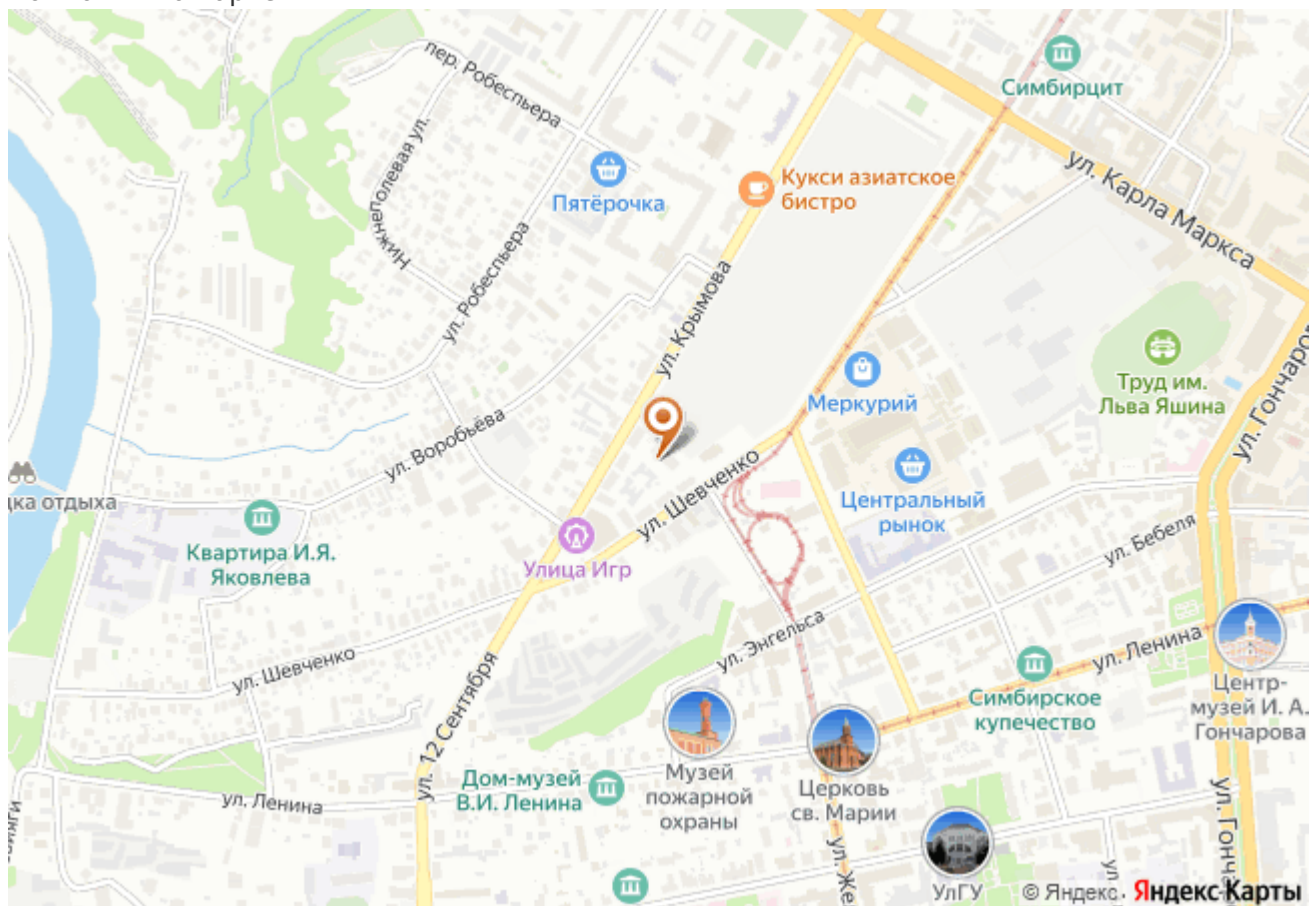 Симбирцит
пер. Робеспьера
Нижнеполевая ул.
Пятёрочка
Кукси азиатское
бистро
ул. Карла Маркса
ул. Робеспьера
ул. Крымова
Труд им.
Льва Яшина
Меркурий
ул. Воробьёва
ул. Шевченко
Центральный
рынок
отдыха
Квартира И.Я.
Яковлева
Улица Игр
ул. Бебеля
ул. Энгельса
ул. Ленина
ул. Шевченко
Симбирское
купечество
Центр-
музей И. А.
Гончарова
ул. 12 Сентября
Дом-музей
В.И. Ленина
Музей
пожарной
охраны
Церковь
св. Марии
ул. Ленина
УлГУ
© Яндекс
Яндекс Карты